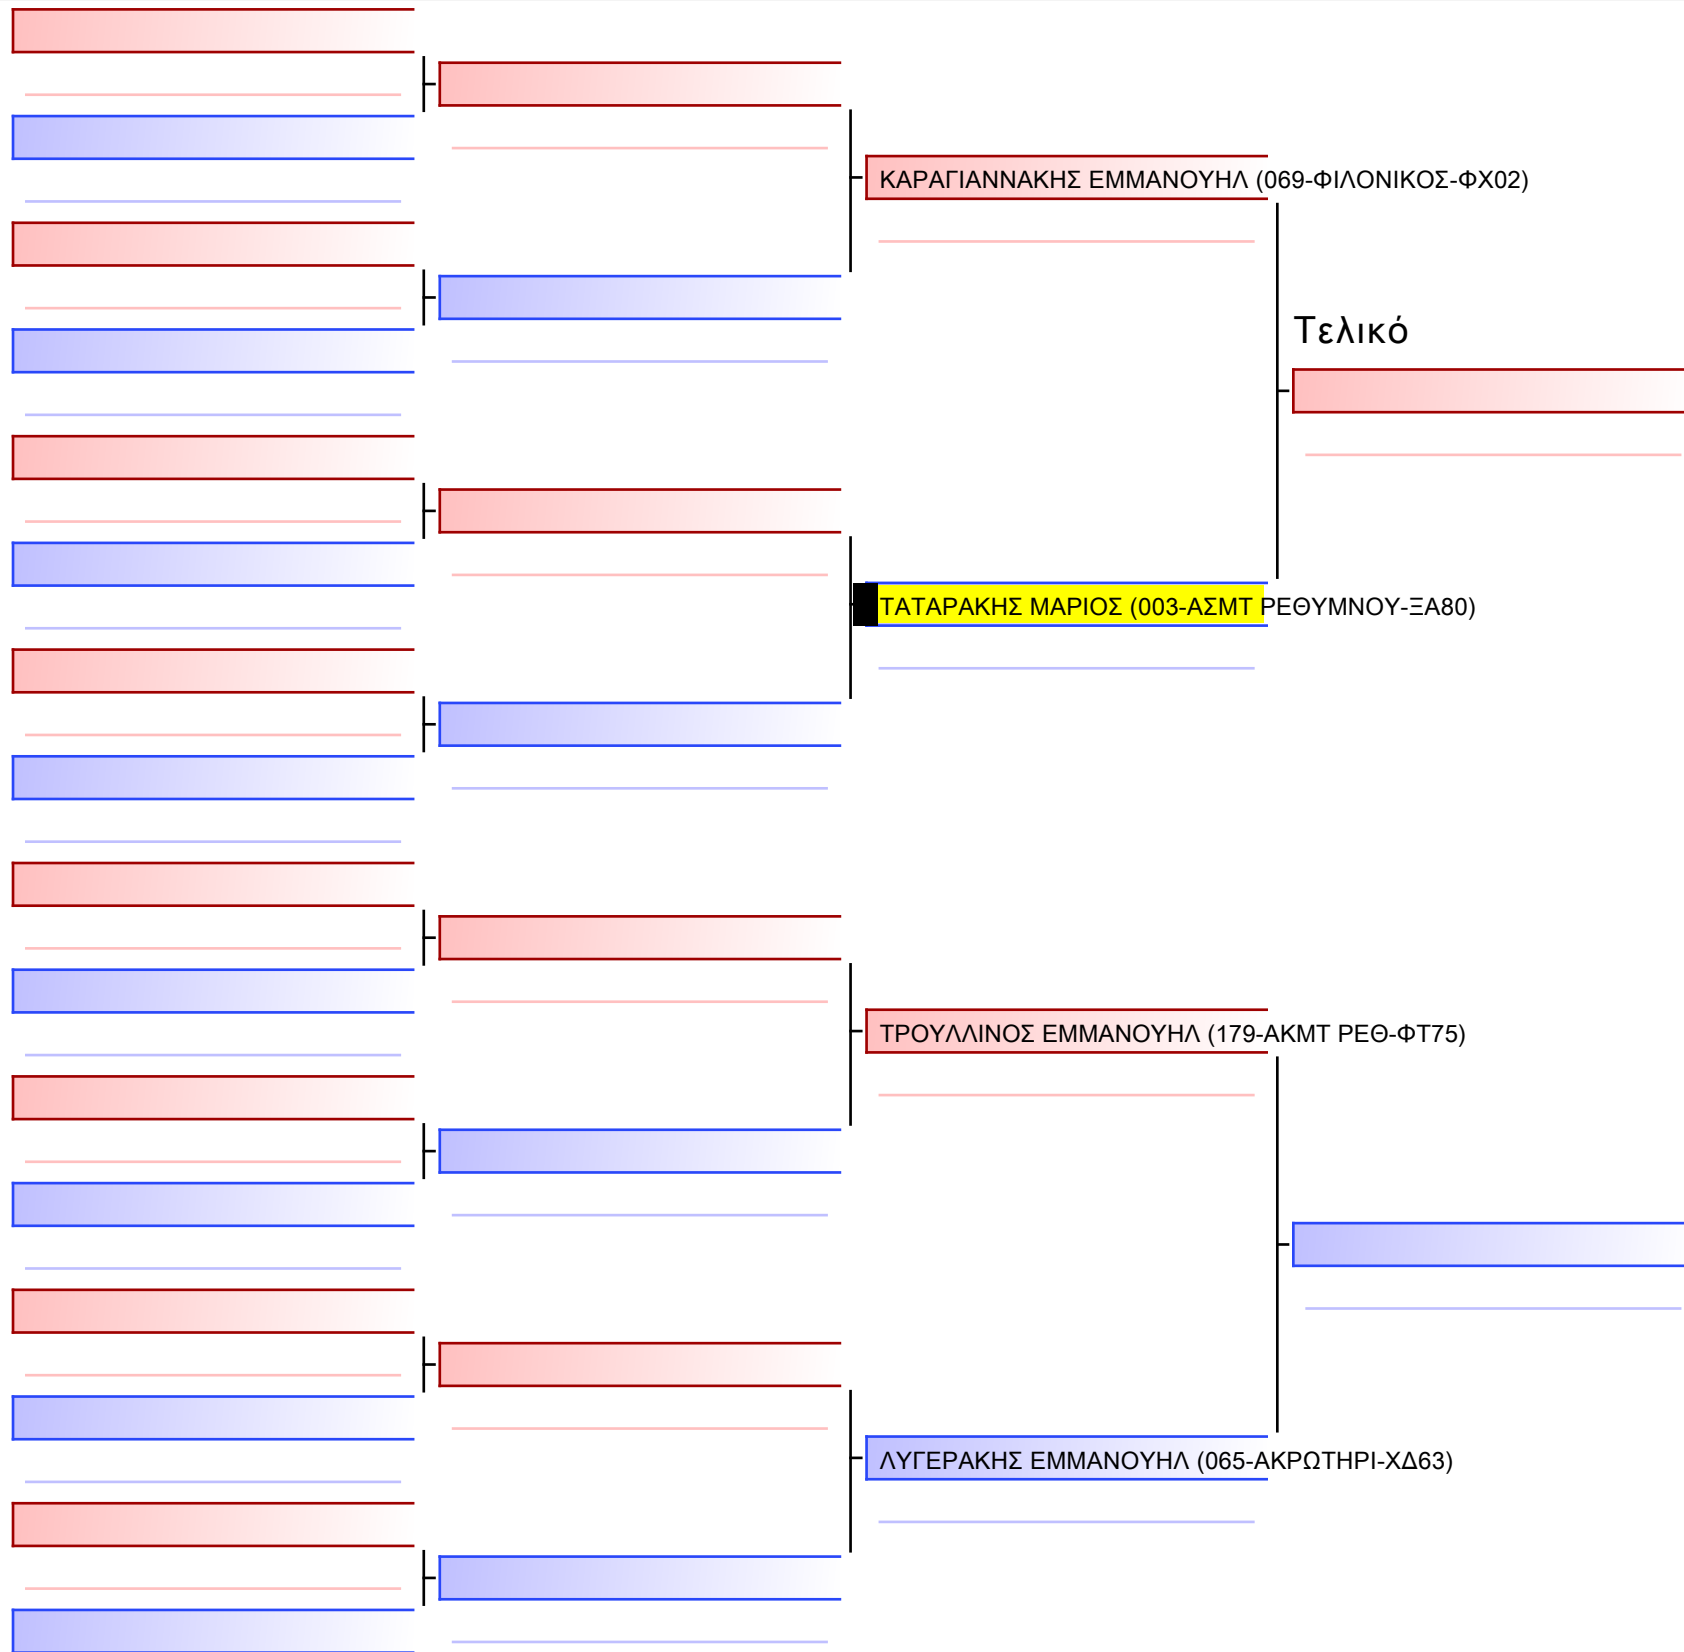 ΚΑΡΑΓΙΑΝΝΑΚΗΣ ΕΜΜΑΝΟΥΗΛ (069-ΦΙΛΟΝΙΚΟΣ-ΦΧ02)
Τελικό
ΤΑΤΑΡΑΚΗΣ ΜΑΡΙΟΣ (003-ΑΣΜΤ ΡΕΘΥΜΝΟΥ-ΞΑ80)
ΤΡΟΥΛΛΙΝΟΣ ΕΜΜΑΝΟΥΗΛ (179-ΑΚΜΤ ΡΕΘ-ΦΤ75)
ΛΥΓΕΡΑΚΗΣ ΕΜΜΑΝΟΥΗΛ (065-ΑΚΡΩΤΗΡΙ-ΧΔ63)